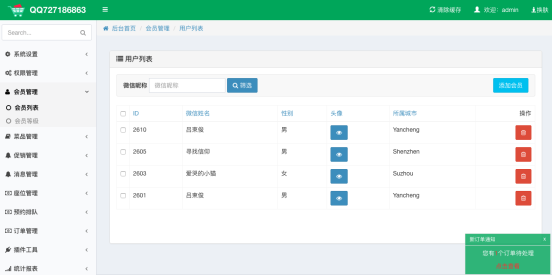 QQ727186863
清除缓存 欢迎：admin 换肤
Search...
后台首页 / 会员管理 / 用户列表
系统设置
权限管理
会员管理
会员列表
会员等级
菜品管理
促销管理
消息管理
座位管理
预约排队
订单管理
插件工具
统计报表
用户列表
微信昵称 微信昵称 筛选 添加会员
ID 微信姓名 性别 头像 所属城市 操作
2610 吕東俊 男 Yancheng
2605 寻找信仰 男 Shenzhen
2603 爱哭的小猫 女 Suzhou
2601 吕東俊 男 Yancheng
新订单通知 ×
您有 个订单待处理